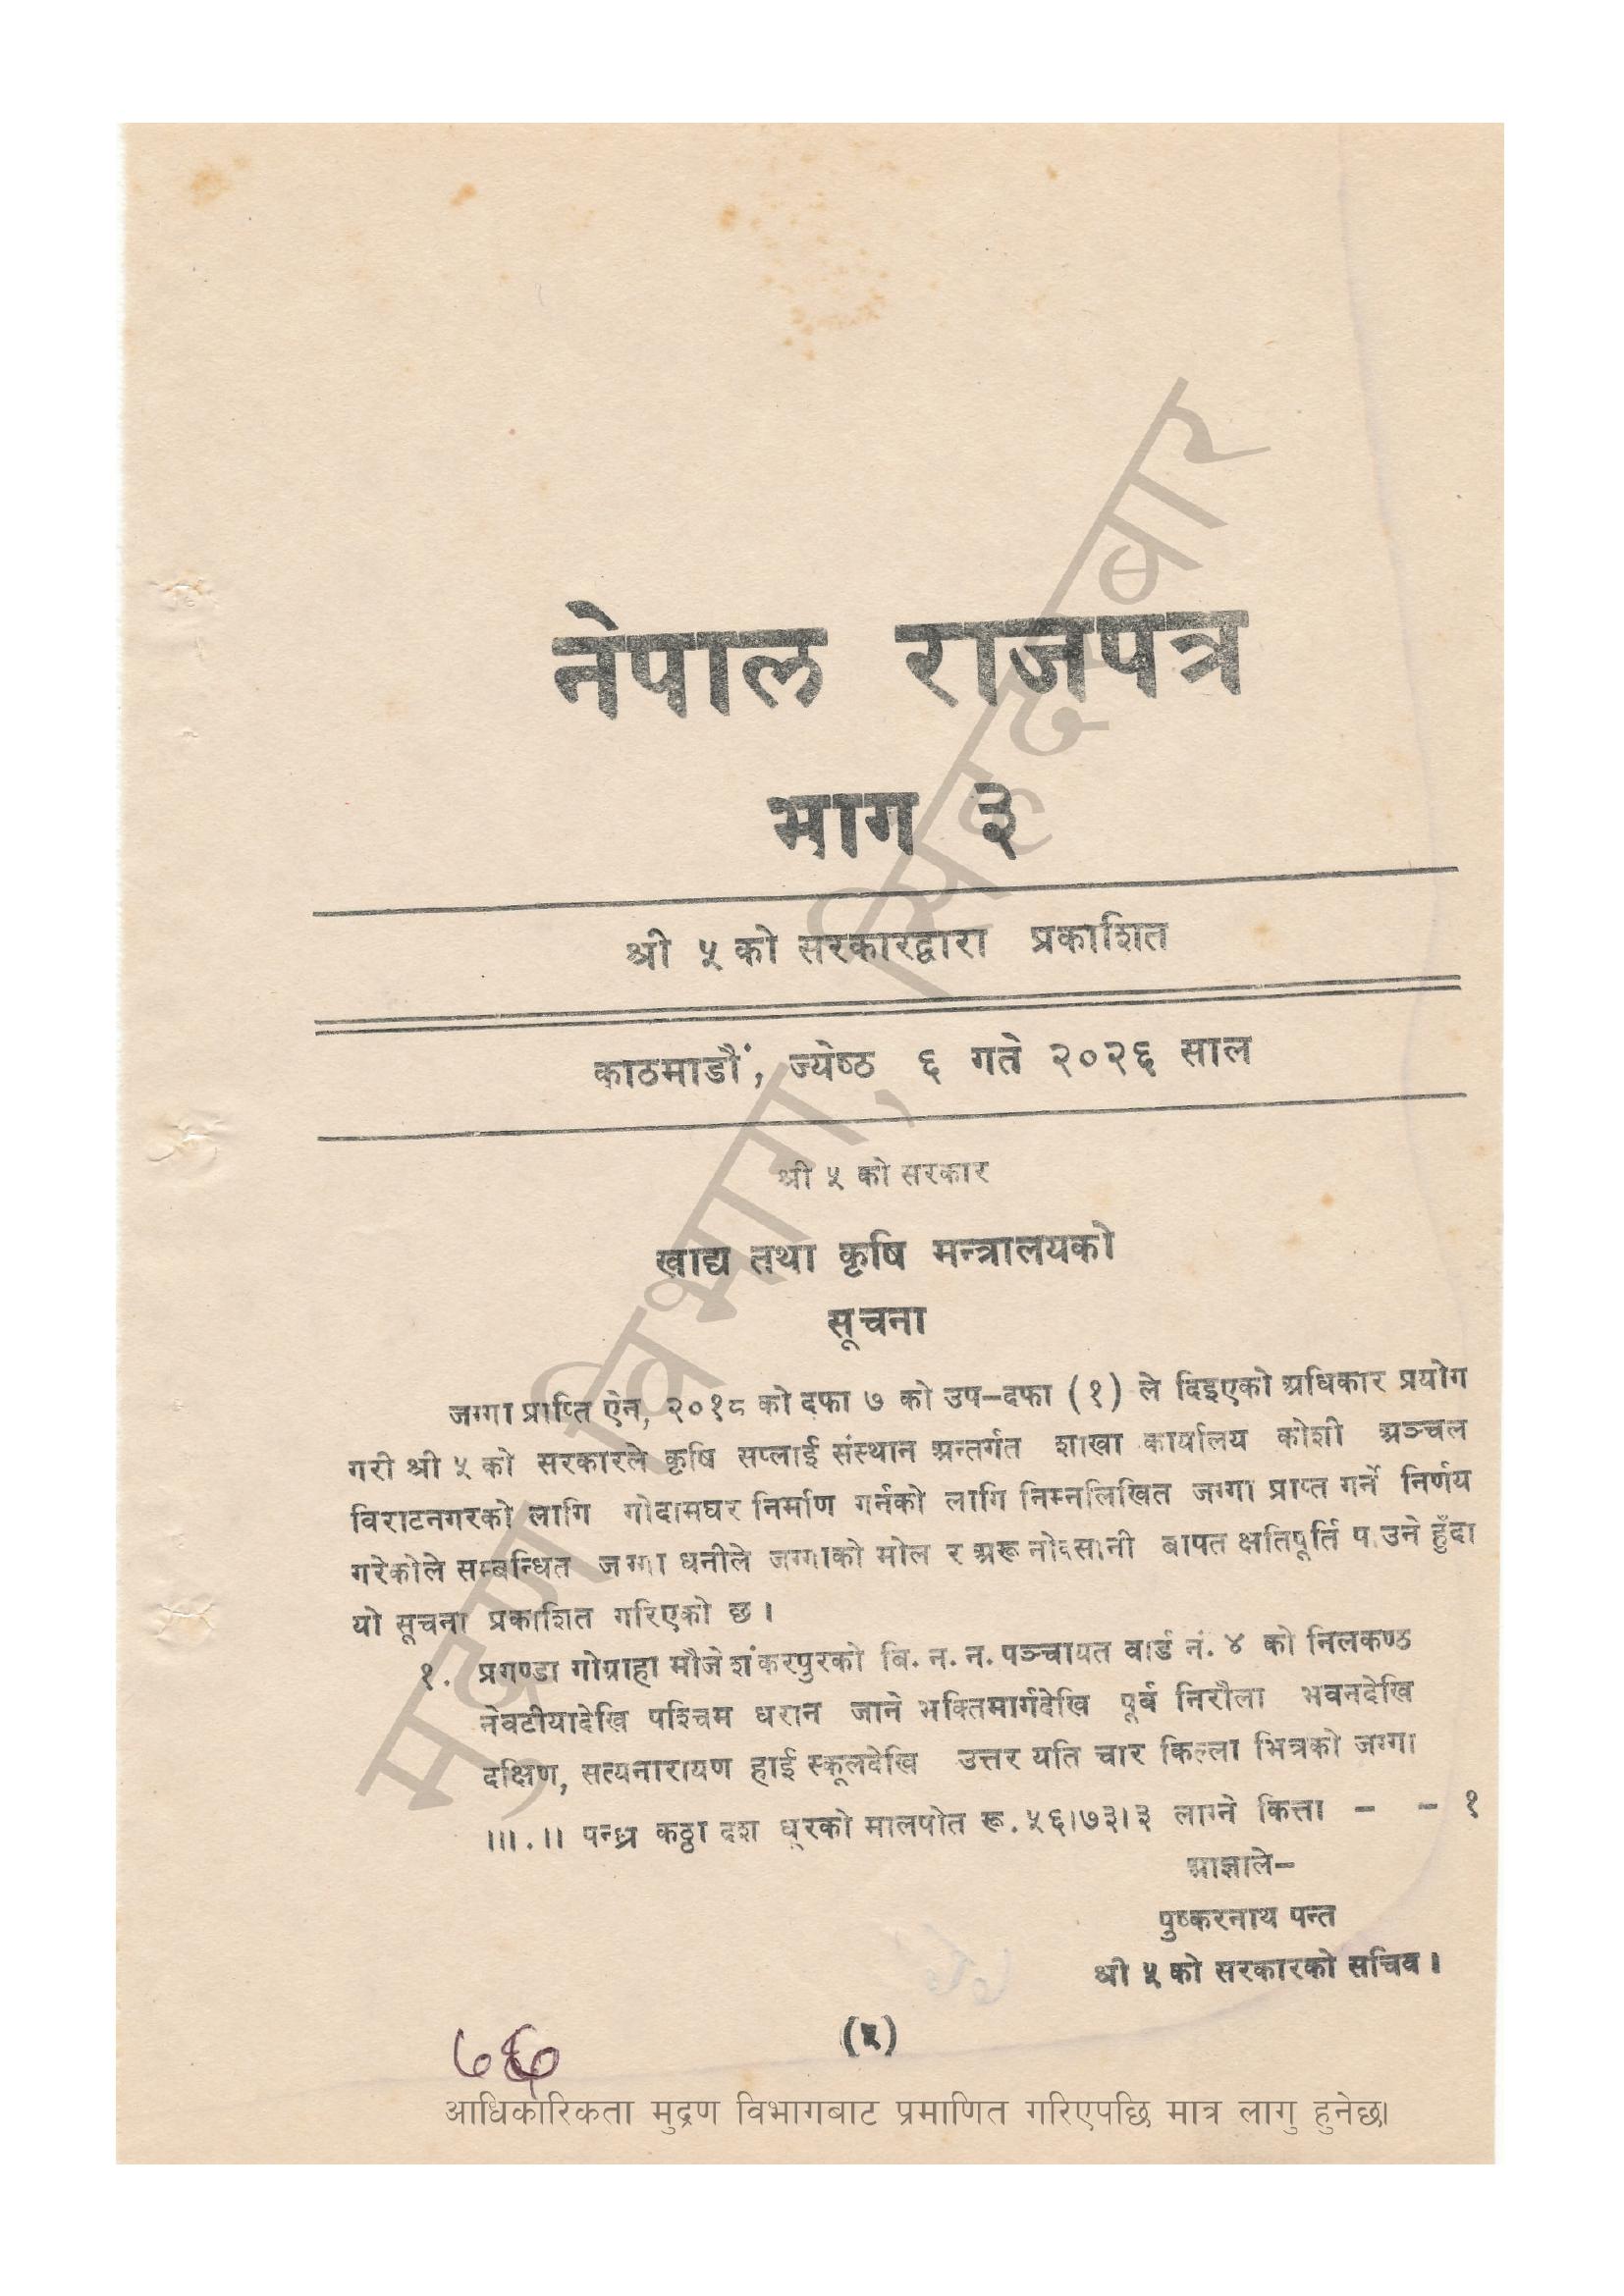 नेपाल राजपत्र
भाग ३
श्री ५ को सरकारद्वारा प्रकाशित
काठमाडौं, ज्येष्ठ ६ गते २०२६ साल
श्री ५ को सरकार
खाद्य तथा कृषि मन्त्रालयको
सूचना
जग्गा प्राप्ति ऐन, २०१८ को दफा ७ को उप-दफा (१) ले दिइएको अधिकार प्रयोग
गरी श्री ५ को सरकारले कृषि सप्लाई संस्थान अन्तर्गत शाखा कार्यालय कोशी अञ्चल
विराटनगरको लागि गोदामघर निर्माण गर्नको लागि निम्नलिखित जग्गा प्राप्त गर्ने निर्णय
गरेकोले सम्बन्धित जग्गा धनीले जग्गाको मोल र अरू नोक्सानी बापत क्षतिपूर्ति पाउने हुँदा
यो सूचना प्रकाशित गरिएको छ ।
१. प्रगण्डा गोग्राहा मौजे शंकरपुरको बि. न. न. पञ्चायत वार्ड नं. ४ को निलकण्ठ
नेवटीयादेखि पश्चिम धरान जाने भक्तिमार्गदेखि पूर्व निरौला भवनदेखि
दक्षिण, सत्यनारायण हाई स्कूलदेखि उत्तर यति चार किल्ला भित्रको जग्गा
।।।.।। पन्ध्र कठ्ठा दश धुरको मालपोत रू. ५६।७३।३ लाग्ने कित्ता - - १
आज्ञाले-
पुष्करनाथ पन्त
श्री ५ को सरकारको सचिव ।
७६
आधिकारिकता मुद्रण विभागबाट प्रमाणित गरिएपछि मात्र लागु हुनेछ।
मुद्रण विभाग, सिंहदरबार